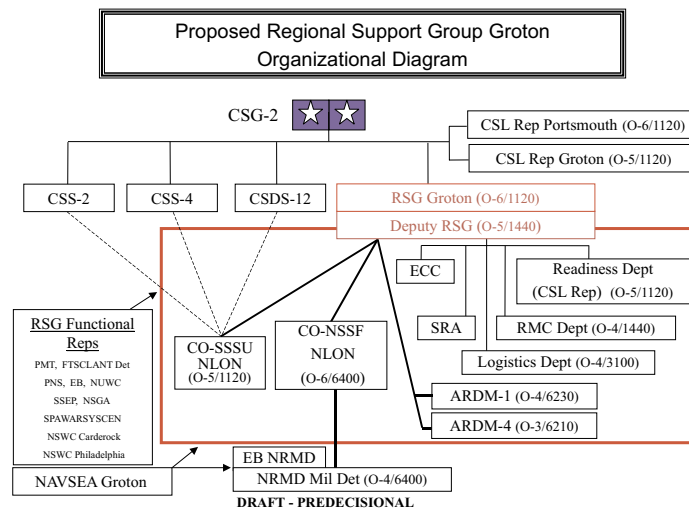 Proposed Regional Support Group Groton
Organizational Diagram
CSG-2
CSL Rep Portsmouth (O-6/1120)
CSL Rep Groton (O-5/1120)
CSS-2
CSS-4
CSDS-12
RSG Groton (O-6/1120)
Deputy RSG (O-5/1440)
ECC
Readiness Dept
(CSL Rep) (O-5/1120)
SRA
RMC Dept (O-4/1440)
Logistics Dept (O-4/3100)
RSG Functional
Reps
PMT, FTSCLANT Det
PNS, EB, NUWC
SSEP, NSGA
SPAWARSYSCEN
NSWC Carderock
NSWC Philadelphia
CO-SSSU
NLON
(O-5/1120)
CO-NSSF
NLON
(O-6/6400)
ARDM-1 (O-4/6230)
ARDM-4 (O-3/6210)
NAVSEA Groton
EB NRMD
NRMD Mil Det (O-4/6400)
DRAFT - PREDECISIONAL